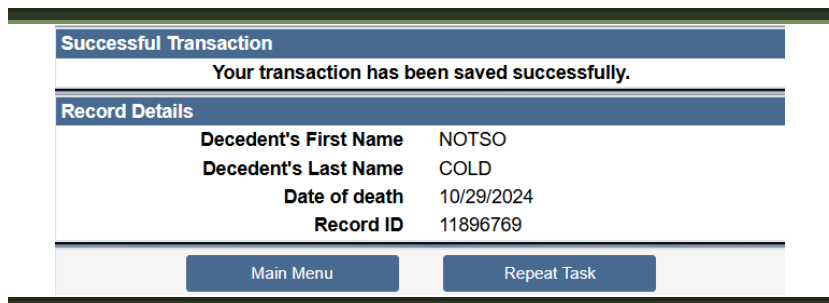 Successful Transaction
Your transaction has been saved successfully.
Record Details
Decedent's First Name NOTSO
Decedent's Last Name COLD
Date of death 10/29/2024
Record ID 11896769
Main Menu Repeat Task